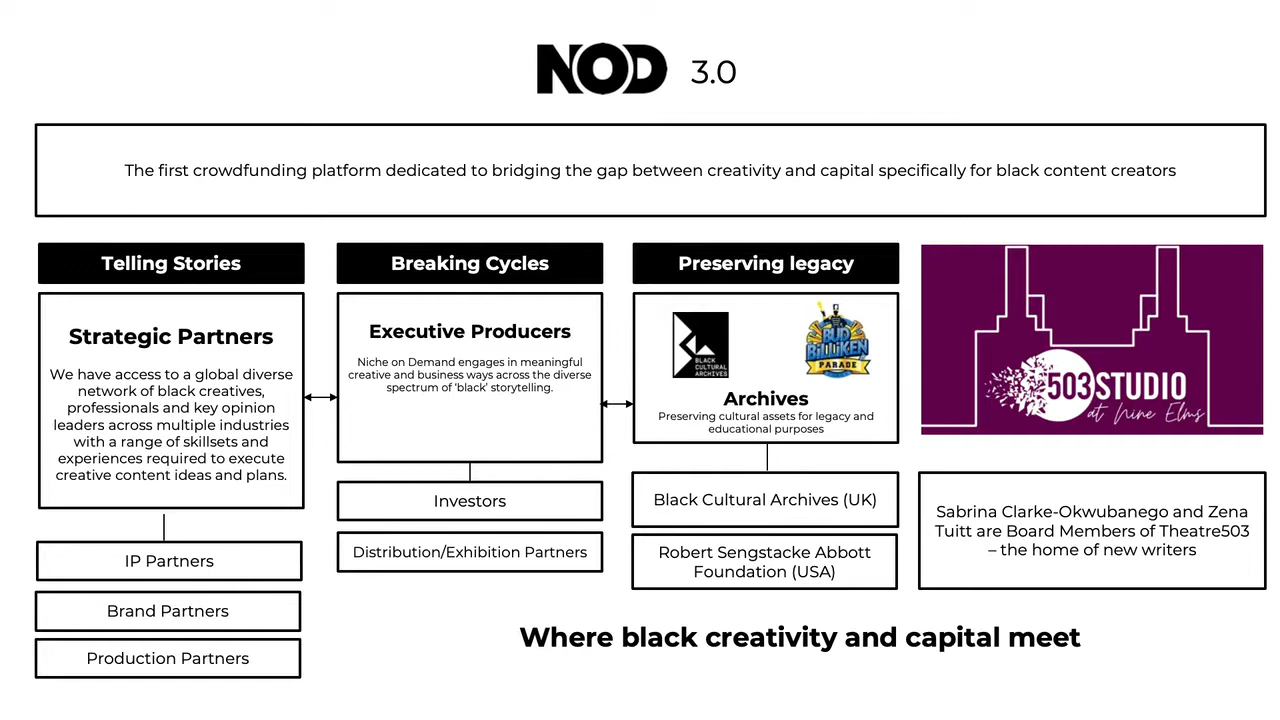 NOD 3.0
The first crowdfunding platform dedicated to bridging the gap between creativity and capital specifically for black content creators
Telling Stories
Strategic Partners
We have access to a global diverse
network of black creatives,
professionals and key opinion
leaders across multiple industries
with a range of skillsets and
experiences required to execute
creative content ideas and plans.
IP Partners
Brand Partners
Production Partners
Breaking Cycles
Executive Producers
Niche on Demand engages in meaningful
creative and business ways across the diverse
spectrum of ‘black’ storytelling.
Investors
Distribution/Exhibition Partners
Preserving legacy
BLACK
CULTURAL
ARCHIVES
BUD
BILLIKEN
PARADE
Archives
Preserving cultural assets for legacy and
educational purposes
Black Cultural Archives (UK)
Robert Sengstacke Abbott
Foundation (USA)
503 STUDIO
at Nine Elms
Sabrina Clarke-Okwubanego and Zena
Tuitt are Board Members of Theatre503
– the home of new writers
Where black creativity and capital meet